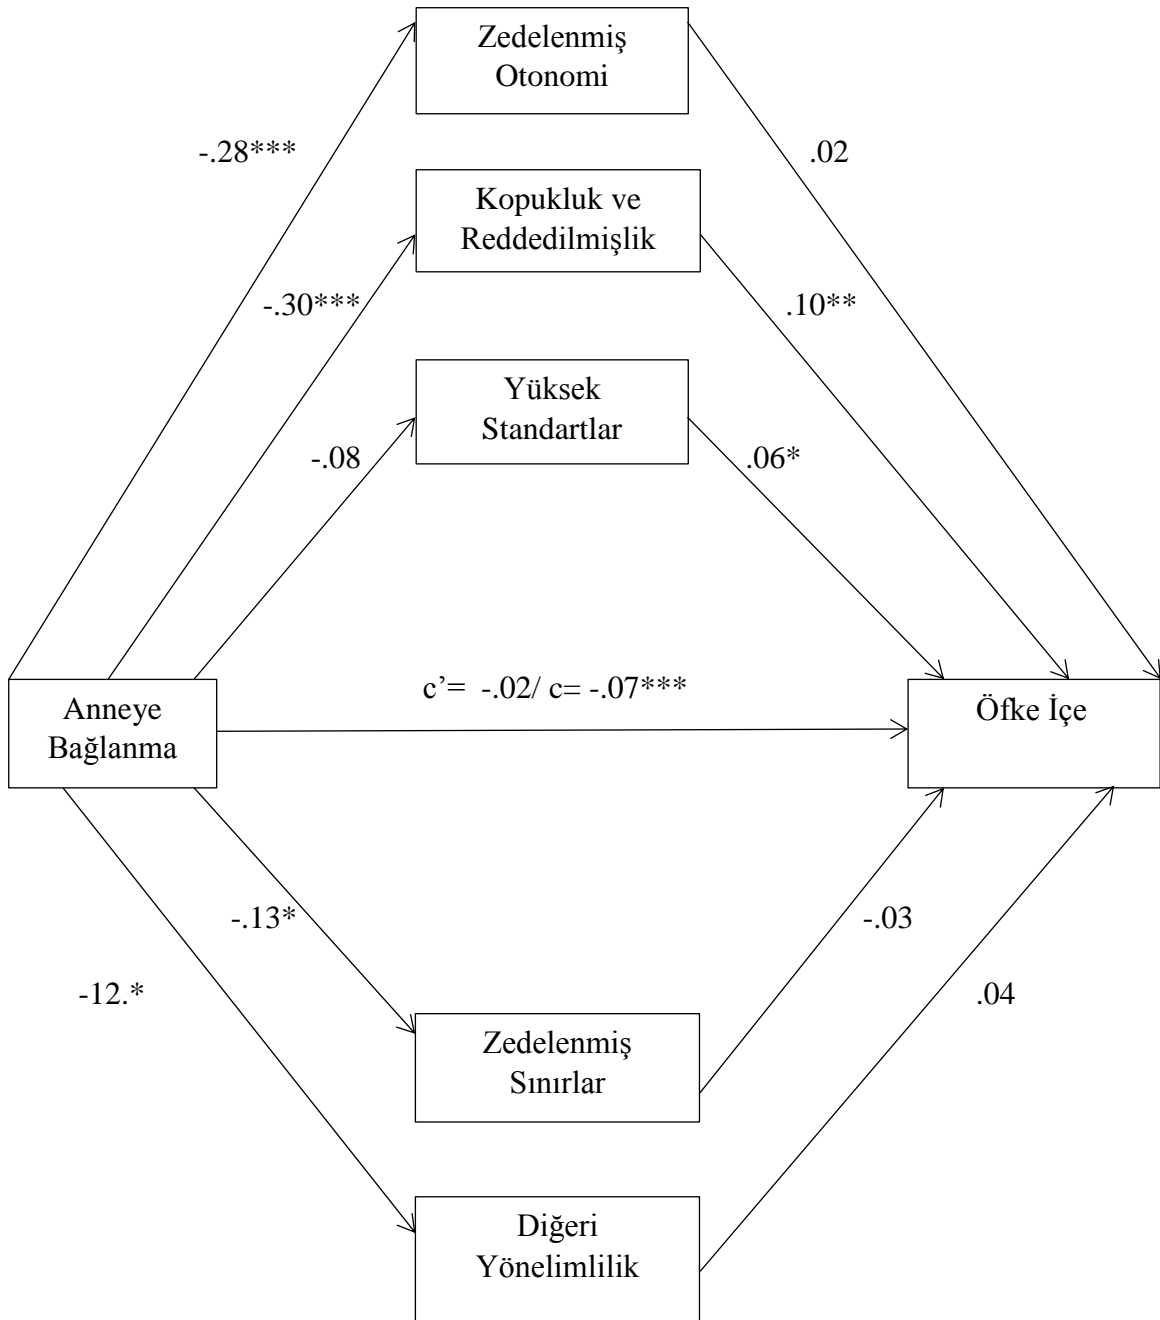 Zedelenmiş
Otonomi
-.28***
.02
Kopukluk ve
Reddedilmişlik
-.30***
.10**
Yüksek
Standartlar
-.08
.06*
c’= -.02/ c= -.07***
Anneye
Bağlanma
Öfke İçe
-.13*
-.03
-12.*
.04
Zedelenmiş
Sınırlar
Diğeri
Yönelimlilik